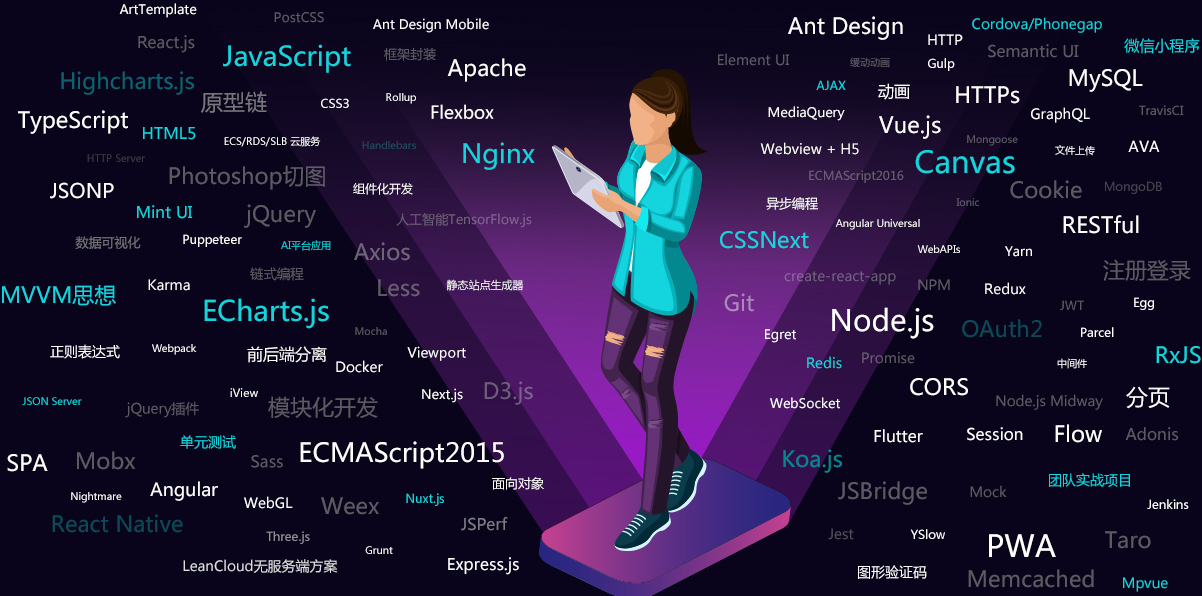 ArtTemplate
PostCSS
Ant Design Mobile
Ant Design
Cordova/Phonegap
React.js
JavaScript
框架封装
HTTP
微信小程序
Apache
Element UI
缓动动画
Gulp
Semantic UI
Highcharts.js
原型链
CSS3
Rollup
AJAX
动画
HTTPs
MySQL
TypeScript
HTML5
Flexbox
MediaQuery
Vue.js
GraphQL
TravisCI
HTTP Server
ECS/RDS/SLB 云服务
Handlebars
Nginx
Webview + H5
Mongoose
文件上传
AVA
JSONP
Photoshop切图
组件化开发
ECMAScript2016
Canvas
Cookie
MongoDB
Mint UI
jQuery
人工智能TensorFlow.js
异步编程
Ionic
数据可视化
Puppeteer
AI平台应用
Axios
CSSNext
Angular Universal
RESTful
WebAPIs
Yarn
链式编程
Less
静态站点生成器
create-react-app
NPM
注册登录
MVVM思想
Karma
ECharts.js
Git
Redux
JWT
Egg
Mocha
Egret
Node.js
OAuth2
Parcel
正则表达式
Webpack
前后端分离
Docker
Viewport
Redis
Promise
中间件
RxJS
JSON Server
jQuery插件
iView
模块化开发
Next.js
D3.js
WebSocket
CORS
Node.js Midway
分页
单元测试
ECMAScript2015
Flutter
Session
Flow
Adonis
SPA
Mobx
Sass
面向对象
Koa.js
团队实战项目
Nightmare
Angular
WebGL
Weex
Nuxt.js
JSBridge
Mock
Jenkins
React Native
Three.js
JSPerf
Jest
YSlow
PWA
Taro
LeanCloud无服务端方案
Grunt
Express.js
图形验证码
Memcached
Mpvue